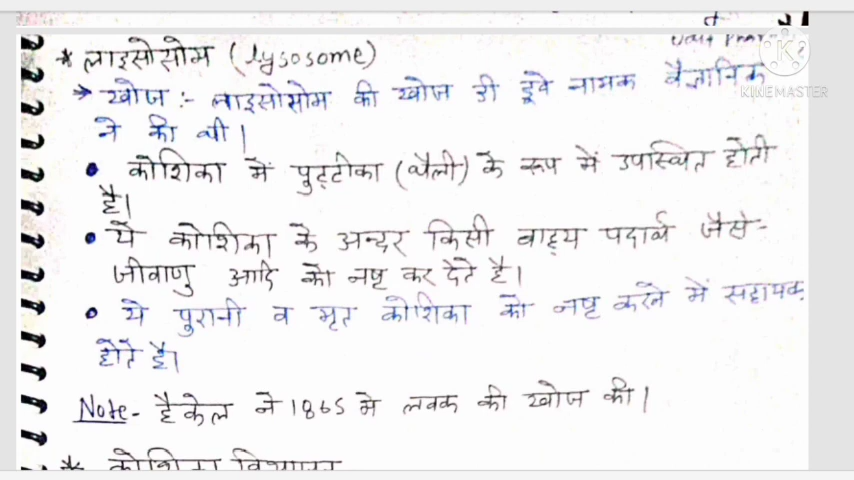 * लाइसोसोम (lysosome)
KINEMASTER
→ खोज :- लाइसोसोम की खोज डी डूवे नामक वैज्ञानिक
ने की थी।
• कोशिका में पुट्टीका (थैली) के रूप में उपस्थित होती
है।
• ये कोशिका के अन्दर किसी बाह्य पदार्थ जैसे-
जीवाणु आदि को नष्ट कर देते है।
• ये पुरानी व मृत कोशिका को नष्ट करने में सहायक
होते है।
Note- हैकेल ने 1865 मे लवक की खोज की।
* कोशिका विभाजन